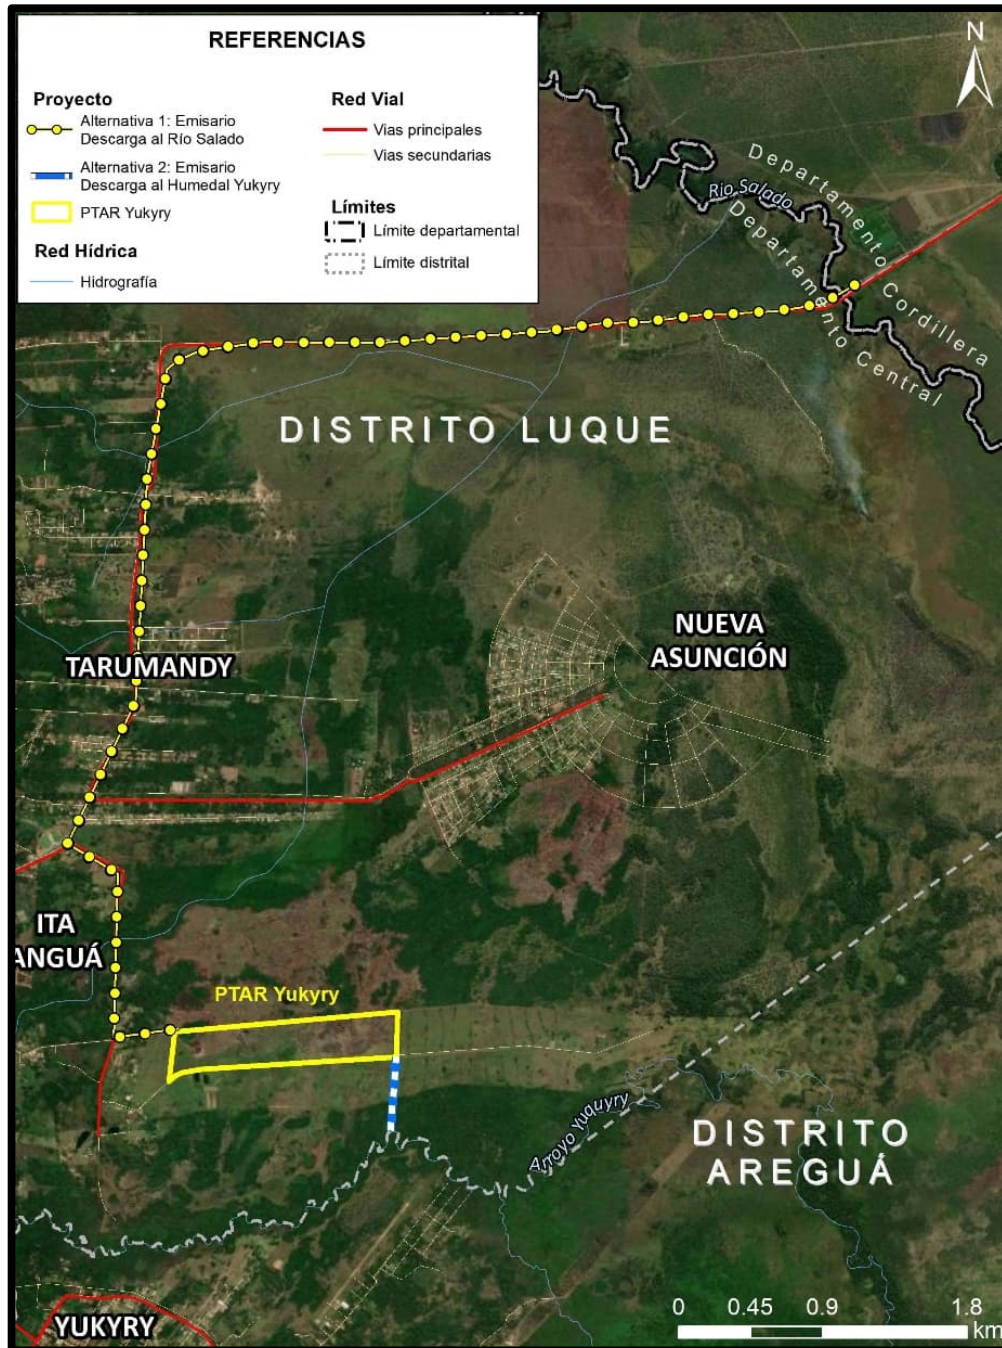 REFERENCIAS
Proyecto
Alternativa 1: Emisario
Descarga al Río Salado
Alternativa 2: Emisario
Descarga al Humedal Yukyry
PTAR Yukyry
Red Hídrica
Hidrografía
Red Vial
Vias principales
Vias secundarias
Límites
Límite departamental
Límite distrital
N
Departamento Cordillera
Rio Salado
Departamento Central
DISTRITO LUQUE
NUEVA
ASUNCIÓN
TARUMANDY
ITA
ANGUÁ
PTAR Yukyry
Arroyo Yuquyry
DISTRITO
AREGUÁ
YUKYRY
0 0.45 0.9 1.8
km